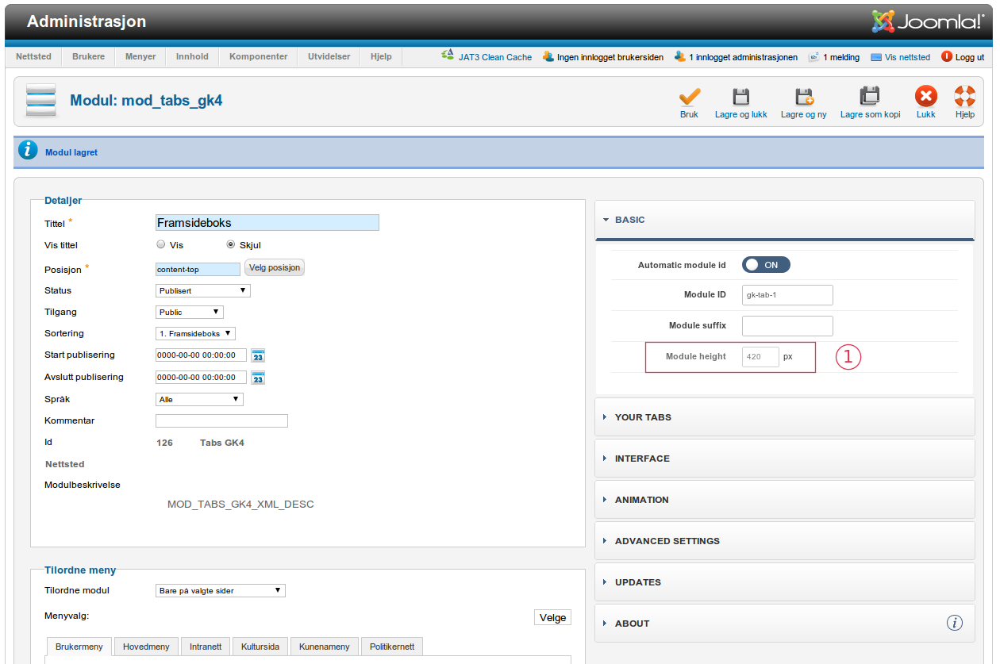 Administrasjon
Joomla!
Nettsted Brukere Menyer Innhold Komponenter Utvidelser Hjelp JAT3 Clean Cache Ingen innlogget brukersiden 1 innlogget administrasjonen 1 melding Vis nettsted Logg ut
Modul: mod_tabs_gk4
Bruk Lagre og lukk Lagre og ny Lagre som kopi Lukk Hjelp
Modul lagret
Detaljer
Tittel * Framsideboks
Vis tittel Vis Skjul
Posisjon * content-top Velg posisjon
Status Publisert
Tilgang Public
Sortering 1. Framsideboks
Start publisering 0000-00-00 00:00:00 23
Avslutt publisering 0000-00-00 00:00:00 23
Språk Alle
Kommentar
Id 126 Tabs GK4
Nettsted
Modulbeskrivelse
MOD_TABS_GK4_XML_DESC
Tilordne meny
Tilordne modul Bare på valgte sider
Menyvalg: Velge
Brukermeny Hovedmeny Intranett Kultursida Kunenameny Politikernett
BASIC
Automatic module id ON
Module ID gk-tab-1
Module suffix
Module height 420 px 1
YOUR TABS
INTERFACE
ANIMATION
ADVANCED SETTINGS
UPDATES
ABOUT i